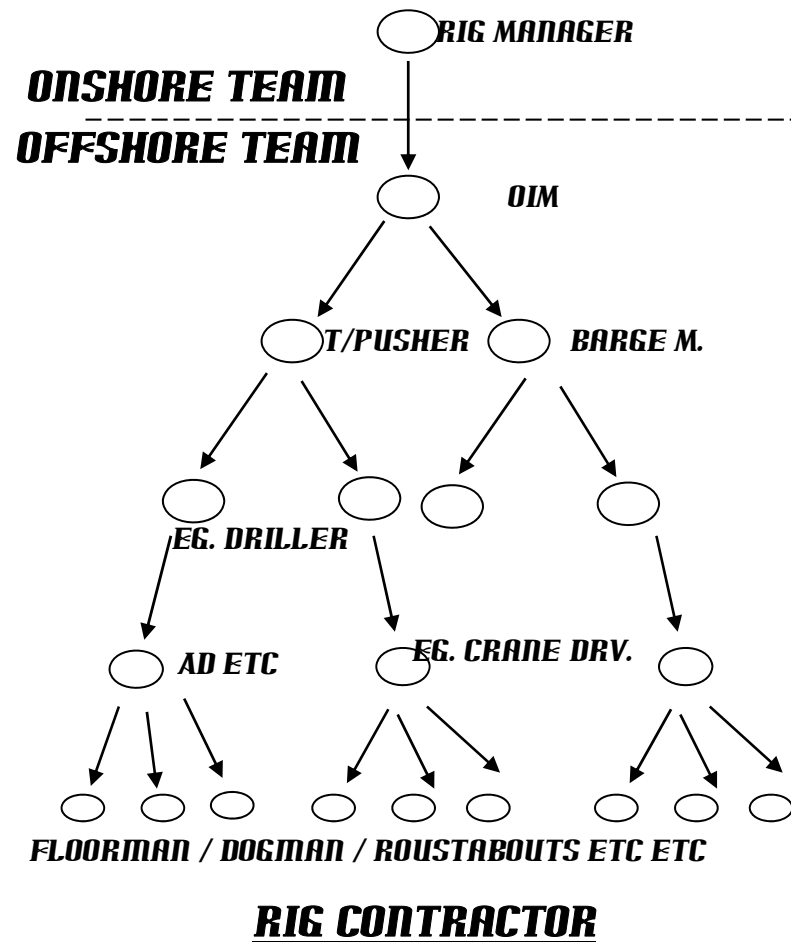 RIG MANAGER
ONSHORE TEAM
OFFSHORE TEAM
OIM
T/PUSHER
BARGE M.
EG. DRILLER
EG. CRANE DRV.
AD ETC
FLOORMAN / DOGMAN / ROUSTABOUTS ETC ETC
RIG CONTRACTOR